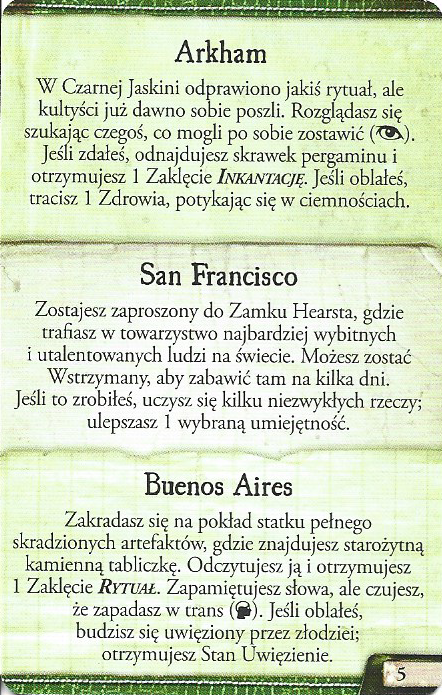 Arkham
W Czarnej Jaskini odprawiono jakiś rytuał, ale
kultyści już dawno sobie poszli. Rozglądasz się
szukając czegoś, co mogli po sobie zostawić ().
Jeśli zdałeś, odnajdujesz skrawek pergaminu i
otrzymujesz 1 Zaklęcie INKANTACJĘ. Jeśli oblałeś,
tracisz 1 Zdrowia, potykając się w ciemnościach.
San Francisco
Zostajesz zaproszony do Zamku Hearsta, gdzie
trafiasz w towarzystwo najbardziej wybitnych
i utalentowanych ludzi na świecie. Możesz zostać
Wstrzymany, aby zabawić tam na kilka dni.
Jeśli to zrobiłeś, uczysz się kilku niezwykłych rzeczy;
ulepszasz 1 wybraną umiejętność.
Buenos Aires
Zakradasz się na pokład statku pełnego
skradzionych artefaktów, gdzie znajdujesz starożytną
kamienną tabliczkę. Odczytujesz ją i otrzymujesz
1 Zaklęcie RYTUAŁ. Zapamiętujesz słowa, ale czujesz,
że zapadasz w trans (). Jeśli oblałeś,
budzisz się uwięziony przez złodziei;
otrzymujesz Stan Uwięzienie.
5